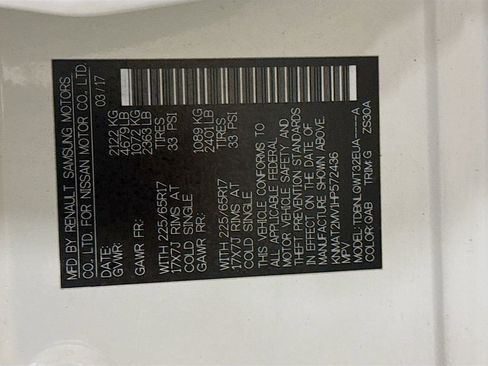 MFD BY RENAULT SAMSUNG MOTORS
CO. LTD. FOR NISSAN MOTOR CO., LTD.
DATE: 03/17
GVWR: 2122 KG
4679 LB
GAWR FR: 1072 KG
2363 LB
WITH 225/65R17 TIRES
17X7J RIMS AT 33 PSI
COLD SINGLE
GAWR RR: 1089 KG
2401 LB
WITH 225/65R17 TIRES
17X7J RIMS AT 33 PSI
COLD SINGLE
THIS VEHICLE CONFORMS TO
ALL APPLICABLE FEDERAL
MOTOR VEHICLE SAFETY AND
THEFT PREVENTION STANDARDS
IN EFFECT ON THE DATE OF
MANUFACTURE SHOWN ABOVE.
KNMAT2MV1HP572436
MPV
MODEL: TDBNLGWT32EUA-----A
COLOR: QAB TRIM: G ZS30A